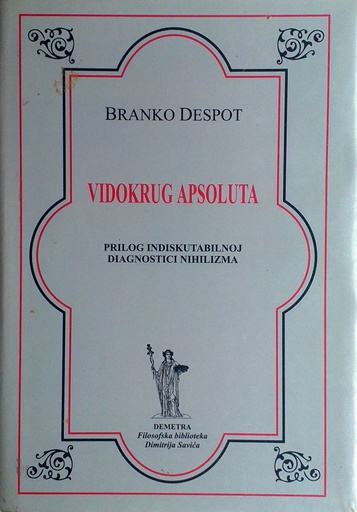 BRANKO DESPOT
VIDOKRUG APSOLUTA
PRILOG INDISKUTABILNOJ
DIAGNOSTICI NIHILIZMA
DEMETRA
Filosofska biblioteka
Dimitrija Savića